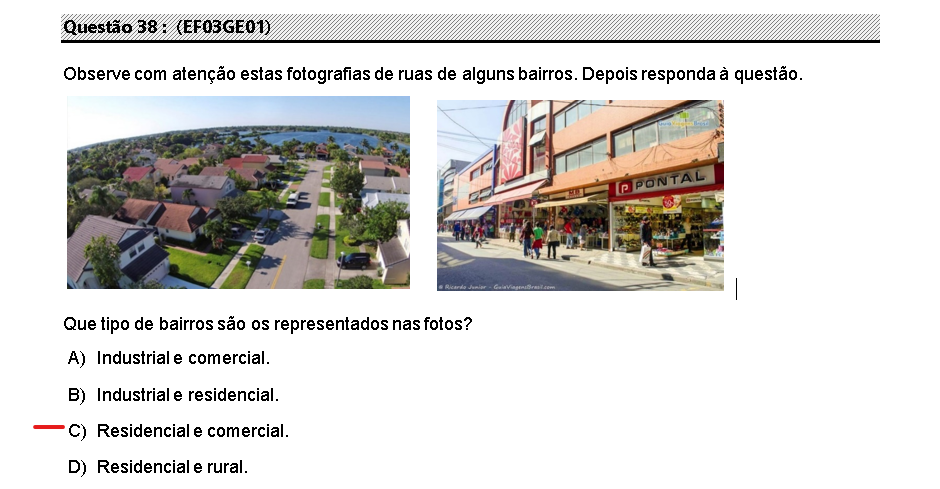 Questão 38 : (EF03GE01)
Observe com atenção estas fotografias de ruas de alguns bairros. Depois responda à questão.
PONTAL
© Ricardo Junior - GuiaViagensBrasil.com
Que tipo de bairros são os representados nas fotos?
A) Industrial e comercial.
B) Industrial e residencial.
C) Residencial e comercial.
D) Residencial e rural.